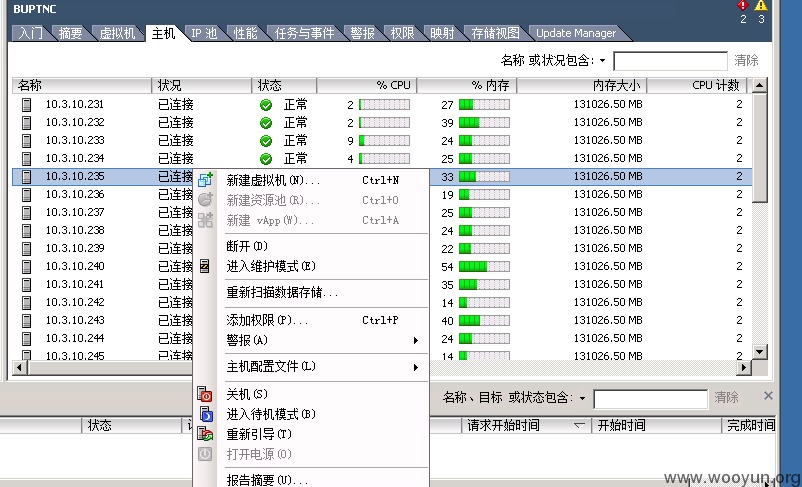 BUPTNC
2 3
入门 摘要 虚拟机 主机 IP 池 性能 任务与事件 警报 权限 映射 存储视图 Update Manager
名称 或状况包含: 清除
名称 状况 状态 % CPU % 内存 内存大小 CPU 计数
10.3.10.231 已连接 正常 2 27 131026.50 MB 2
10.3.10.232 已连接 正常 2 39 131026.50 MB 2
10.3.10.233 已连接 正常 9 24 131026.50 MB 2
10.3.10.234 已连接 正常 4 25 131026.50 MB 2
10.3.10.235 已连接 33 131026.50 MB 2
10.3.10.236 已连接 19 131026.50 MB 2
10.3.10.237 已连接 25 131026.50 MB 2
10.3.10.238 已连接 24 131026.50 MB 2
10.3.10.239 已连接 22 131026.50 MB 2
10.3.10.240 已连接 54 131026.50 MB 2
10.3.10.241 已连接 35 131026.50 MB 2
10.3.10.242 已连接 14 131026.50 MB 2
10.3.10.243 已连接 40 131026.50 MB 2
10.3.10.244 已连接 24 131026.50 MB 2
10.3.10.245 已连接 14 131026.50 MB 2
新建虚拟机(N)... Ctrl+N
新建资源池(R)... Ctrl+O
新建 vApp(W)... Ctrl+A
断开(D)
进入维护模式(E)
重新扫描数据存储...
添加权限(P)... Ctrl+P
警报(A)
主机配置文件(L)
关机(S)
进入待机模式(B)
重新引导(T)
打开电源(O)
报告摘要(U)...
名称、目标 或状态包含: 清除
状态 请求开始时间 开始时间 完成时间
www.wooyun.org